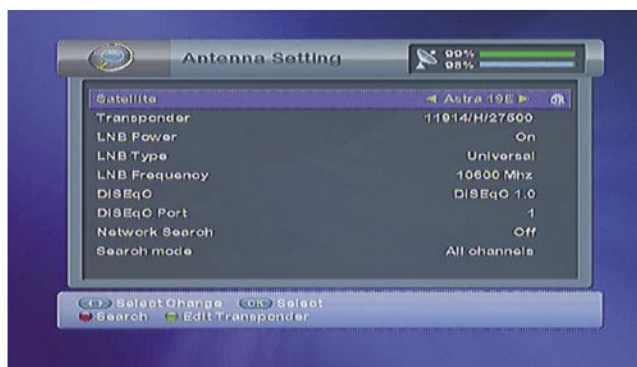 Antenna Setting
99%
98%
Satellite Astra 19E OK
Transponder 11914/H/27500
LNB Power On
LNB Type Universal
LNB Frequency 10600 Mhz
DiSEqC DiSEqC 1.0
DiSEqC Port 1
Network Search Off
Search mode All channels
Select Change OK Select
Search Edit Transponder